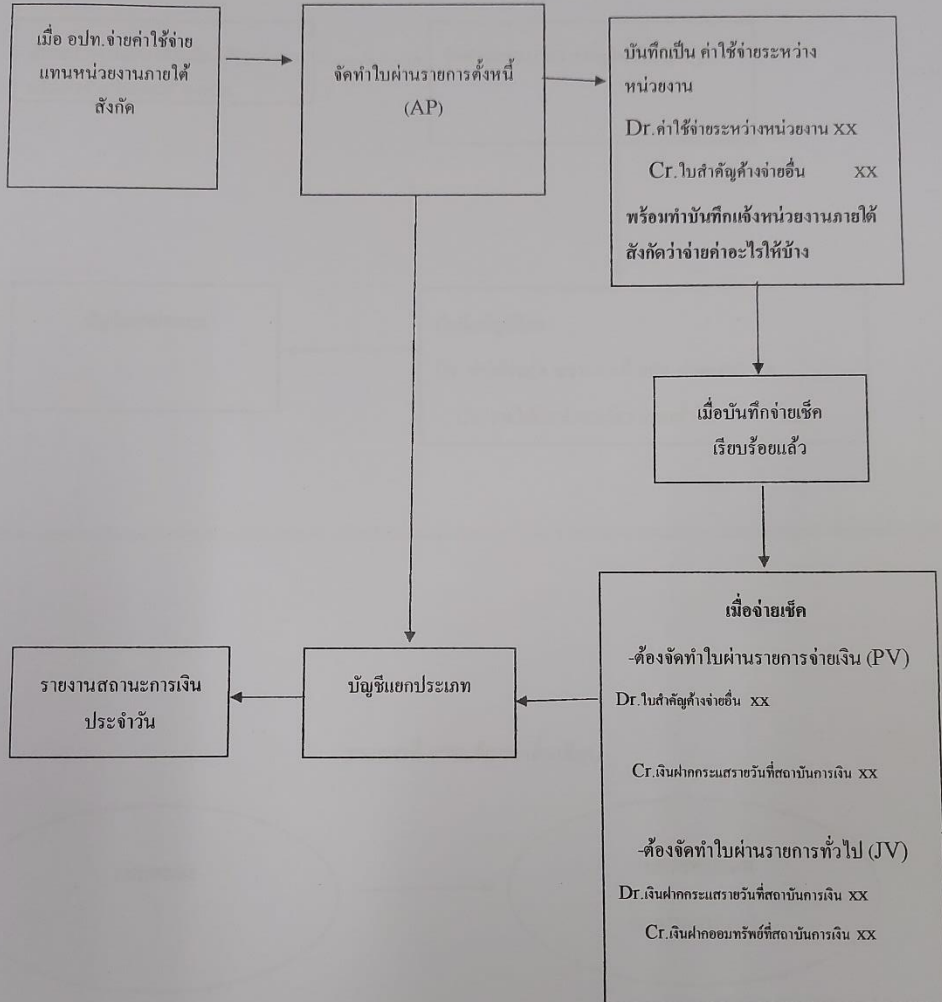 เมื่อ อปท.จ่ายค่าใช้จ่าย
แทนหน่วยงานภายใต้
สังกัด
จัดทำใบผ่านรายการตั้งหนี้
(AP)
บันทึกเป็น ค่าใช้จ่ายระหว่าง
หน่วยงาน
Dr.ค่าใช้จ่ายระหว่างหน่วยงาน xx
Cr.ใบสำคัญค้างจ่ายอื่น xx
พร้อมทำบันทึกแจ้งหน่วยงานภายใต้
สังกัดว่าจ่ายค่าอะไรให้บ้าง
เมื่อบันทึกจ่ายเช็ค
เรียบร้อยแล้ว
เมื่อจ่ายเช็ค
-ต้องจัดทำใบผ่านรายการจ่ายเงิน (PV)
Dr.ใบสำคัญค้างจ่ายอื่น xx
Cr.เงินฝากกระแสรายวันที่สถาบันการเงิน xx
-ต้องจัดทำใบผ่านรายการทั่วไป (JV)
Dr.เงินฝากกระแสรายวันที่สถาบันการเงิน xx
Cr.เงินฝากออมทรัพย์ที่สถาบันการเงิน xx
บัญชีแยกประเภท
รายงานสถานะการเงิน
ประจำวัน